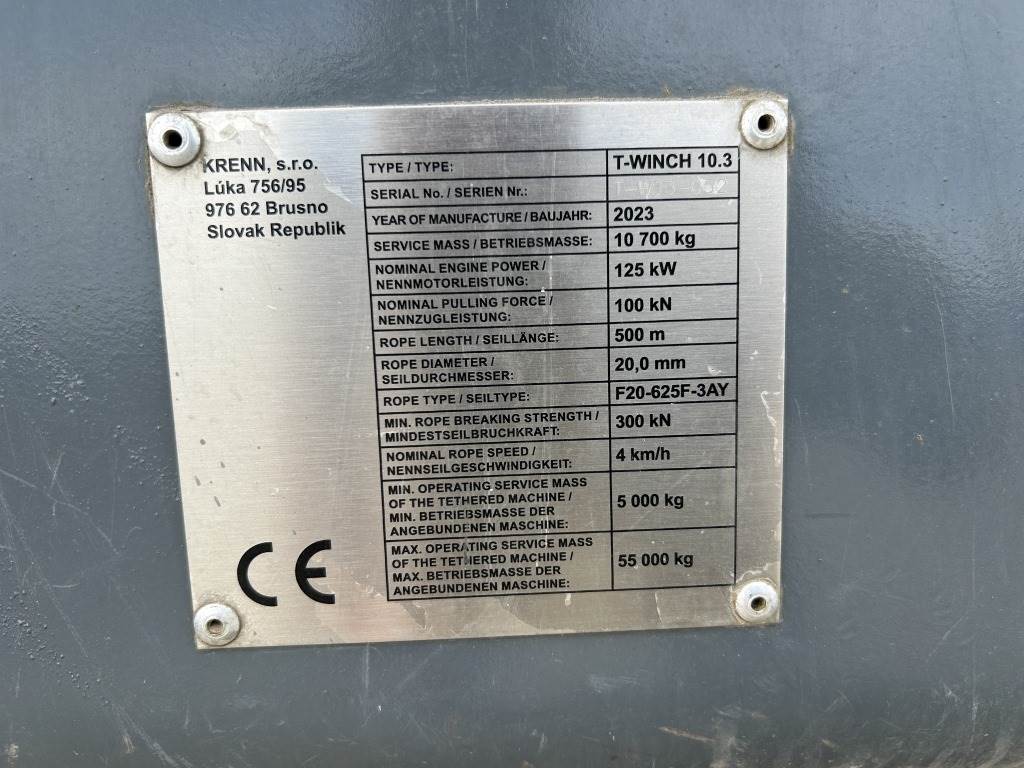 KRENN, s.r.o.
Lúka 756/95
976 62 Brusno
Slovak Republik
TYPE / TYPE: T-WINCH 10.3
SERIAL No. / SERIEN Nr.:
YEAR OF MANUFACTURE / BAUJAHR: 2023
SERVICE MASS / BETRIEBSMASSE: 10 700 kg
NOMINAL ENGINE POWER /
NENNMOTORLEISTUNG: 125 kW
NOMINAL PULLING FORCE /
NENNZUGLEISTUNG: 100 kN
ROPE LENGTH / SEILLÄNGE: 500 m
ROPE DIAMETER /
SEILDURCHMESSER: 20,0 mm
ROPE TYPE / SEILTYPE: F20-625F-3AY
MIN. ROPE BREAKING STRENGTH /
MINDESTSEILBRUCHKRAFT: 300 kN
NOMINAL ROPE SPEED /
NENNSEILGESCHWINDIGKEIT: 4 km/h
MIN. OPERATING SERVICE MASS
OF THE TETHERED MACHINE /
MIN. BETRIEBSMASSE DER
ANGEBUNDENEN MASCHINE: 5 000 kg
MAX. OPERATING SERVICE MASS
OF THE TETHERED MACHINE /
MAX. BETRIEBSMASSE DER
ANGEBUNDENEN MASCHINE: 55 000 kg
CE